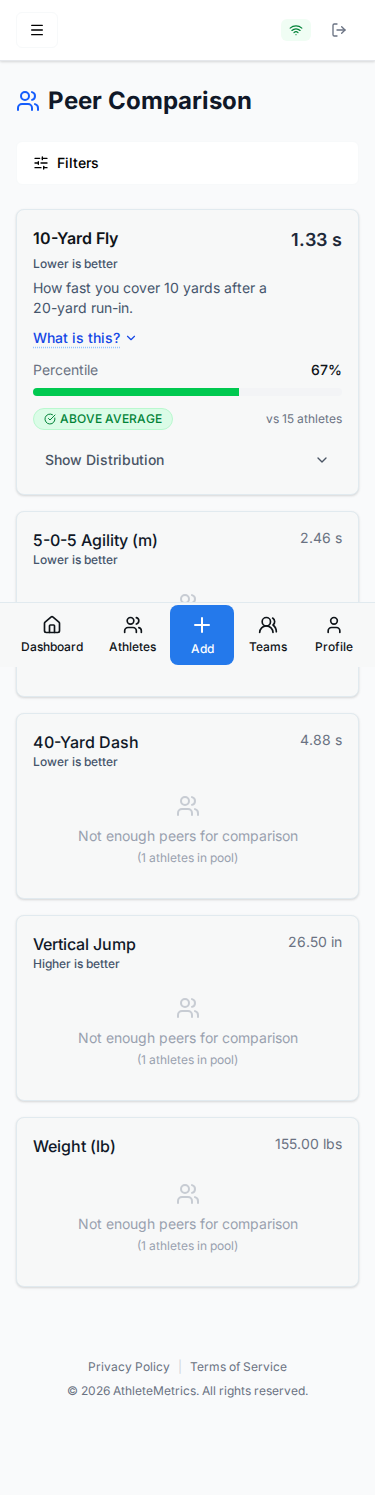 Peer Comparison
Filters
10-Yard Fly
1.33 s
Lower is better
How fast you cover 10 yards after a
20-yard run-in.
What is this?
Percentile
67%
ABOVE AVERAGE
vs 15 athletes
Show Distribution
5-0-5 Agility (m)
2.46 s
Lower is better
Dashboard
Athletes
Add
Teams
Profile
40-Yard Dash
4.88 s
Lower is better
Not enough peers for comparison
(1 athletes in pool)
Vertical Jump
26.50 in
Higher is better
Not enough peers for comparison
(1 athletes in pool)
Weight (lb)
155.00 lbs
Not enough peers for comparison
(1 athletes in pool)
Privacy Policy
Terms of Service
© 2026 AthleteMetrics. All rights reserved.